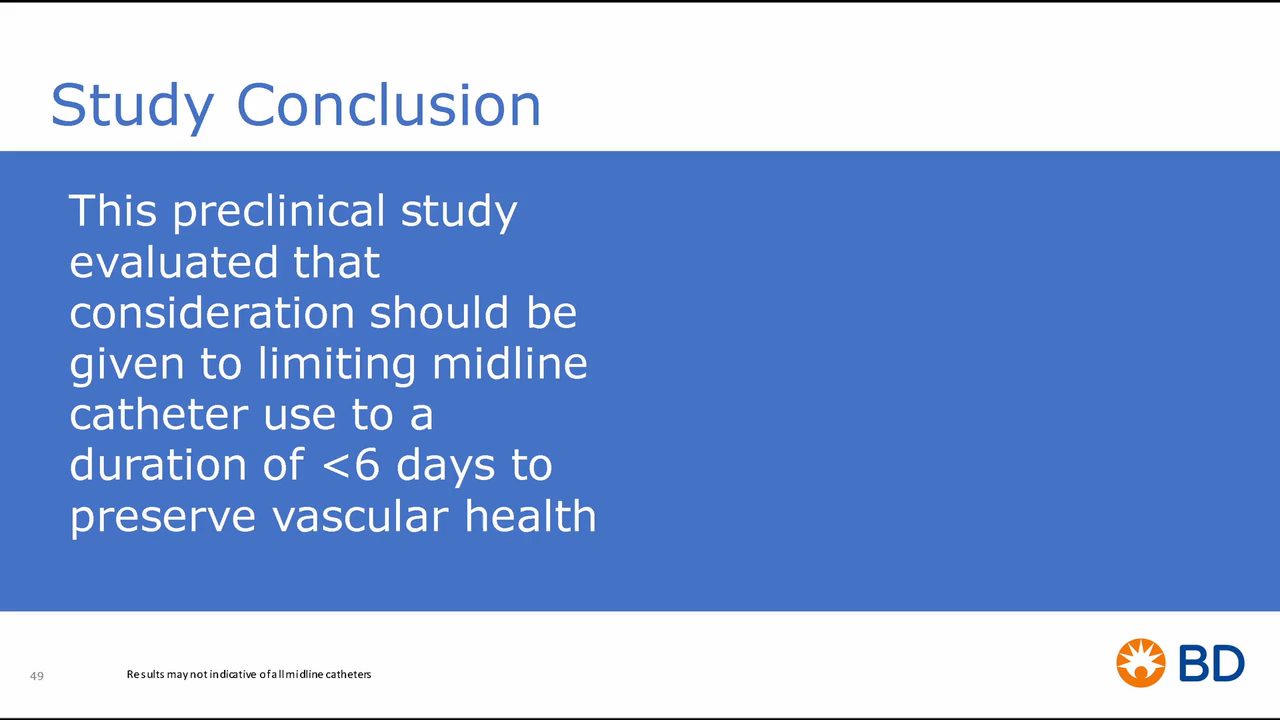 Study Conclusion
This preclinical study
evaluated that
consideration should be
given to limiting midline
catheter use to a
duration of <6 days to
preserve vascular health
49
Results may not indicative of all midline catheters
BD